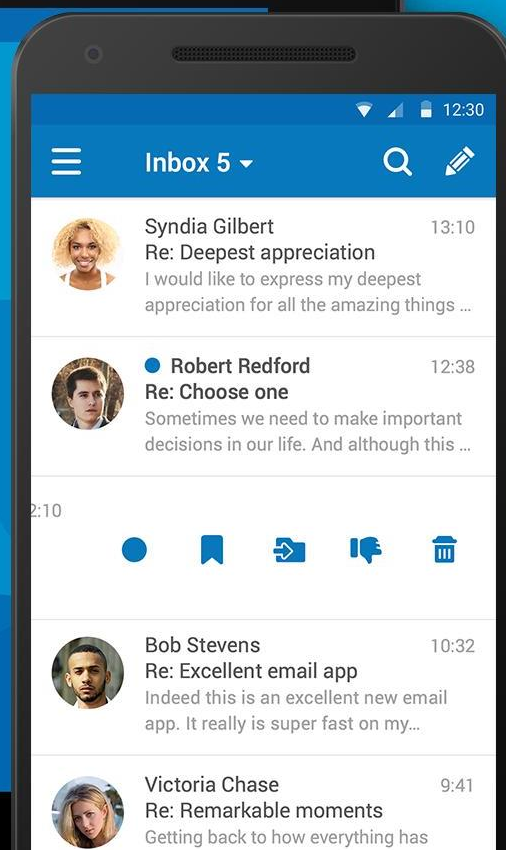 12:30
Inbox 5
Syndia Gilbert 13:10
Re: Deepest appreciation
I would like to express my deepest
appreciation for all the amazing things ...
Robert Redford 12:38
Re: Choose one
Sometimes we need to make important
decisions in our life. And although this ...
2:10
Bob Stevens 10:32
Re: Excellent email app
Indeed this is an excellent new email
app. It really is super fast on my...
Victoria Chase 9:41
Re: Remarkable moments
Getting back to how everything has